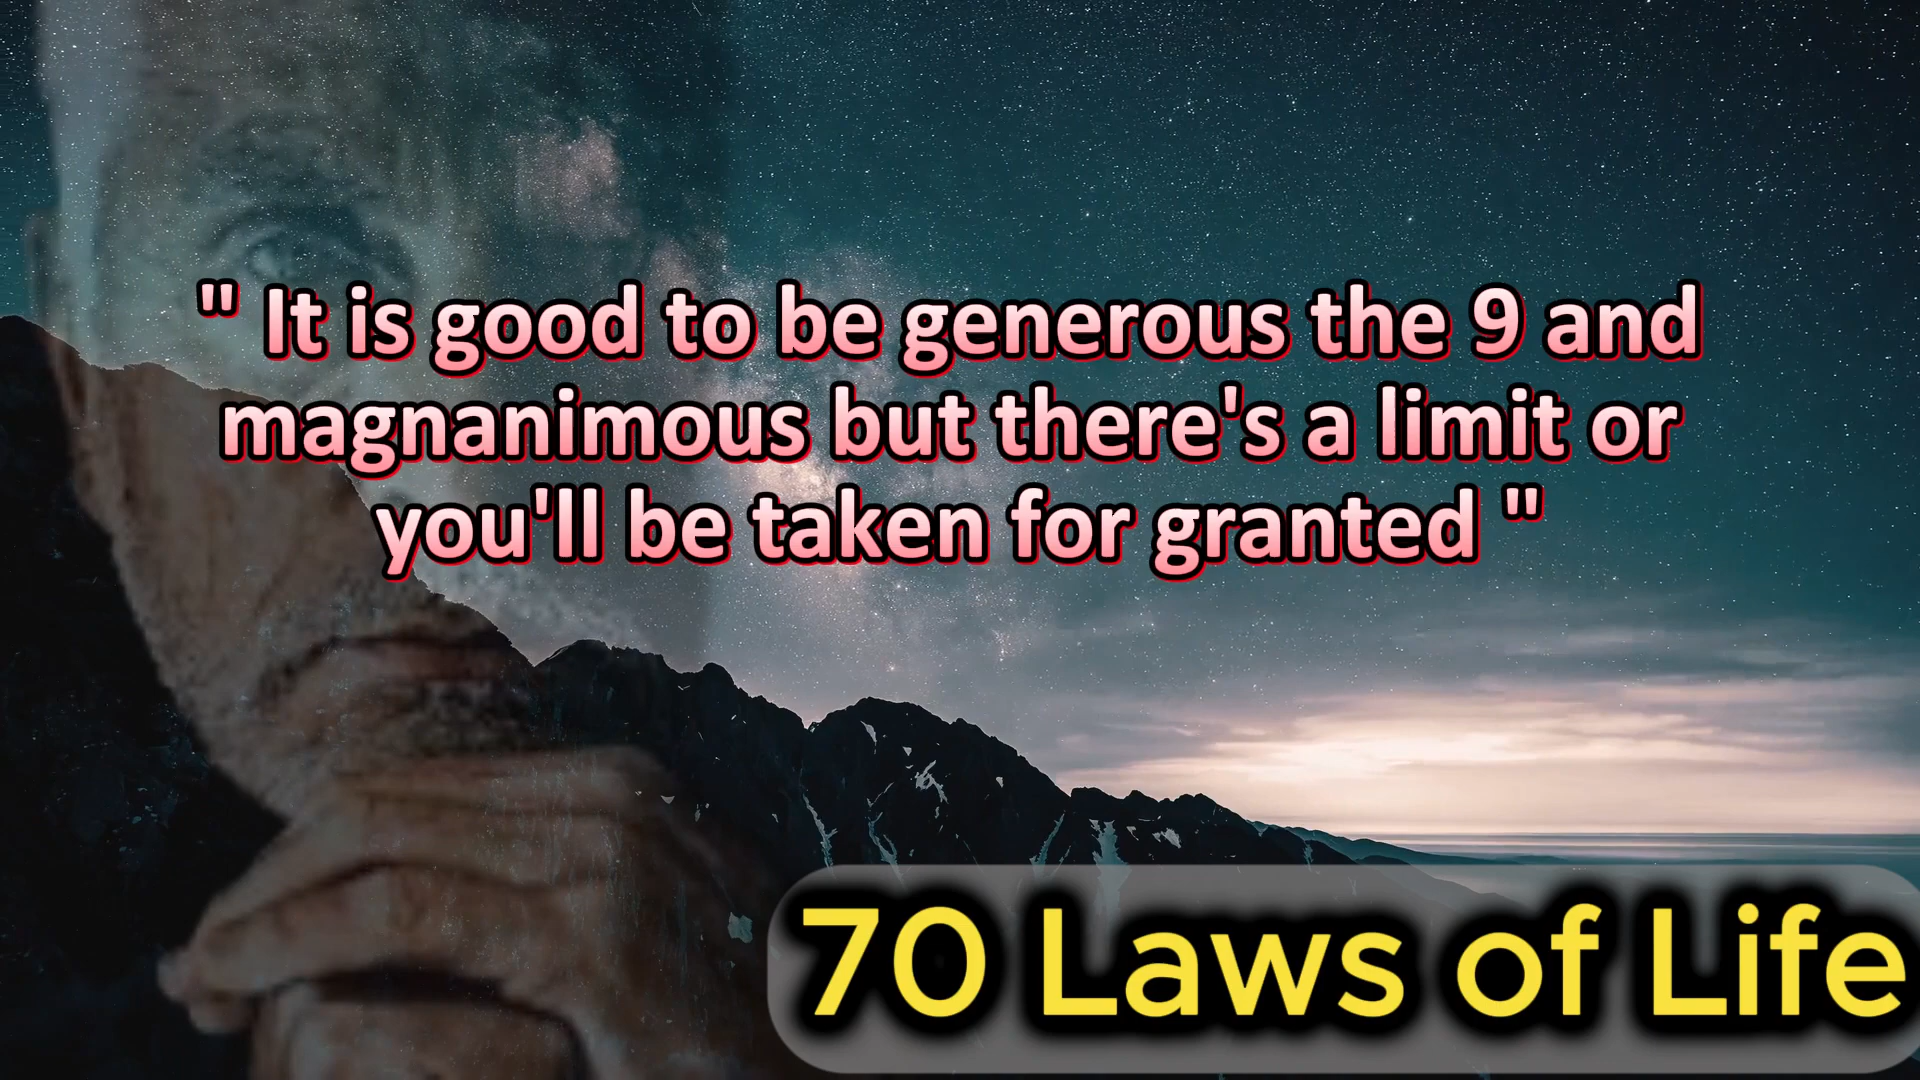 " It is good to be generous the 9 and
magnanimous but there's a limit or
you'll be taken for granted "
70 Laws of Life